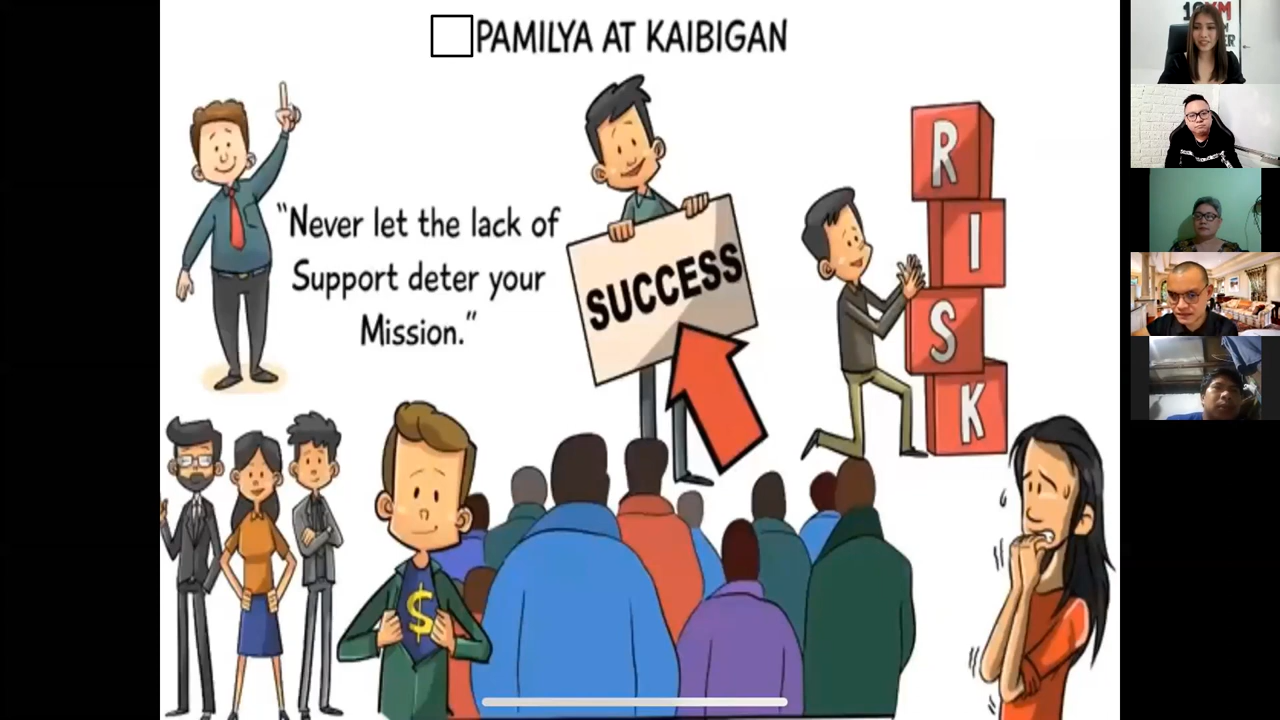 PAMILYA AT KAIBIGAN
"Never let the lack of
Support deter your
Mission."
SUCCESS
R
I
S
K
$